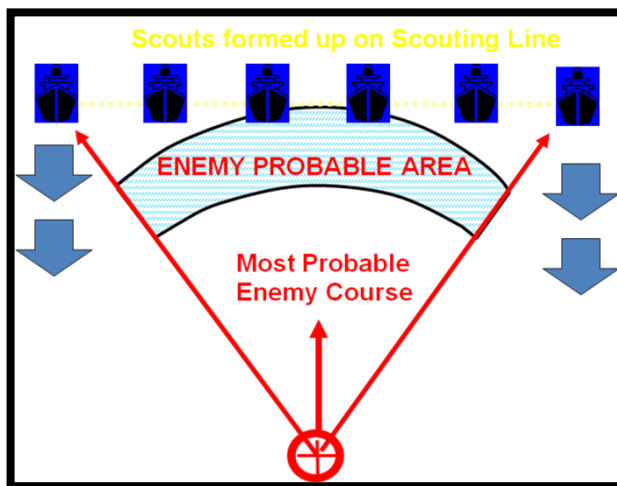 Scouts formed up on Scouting Line
ENEMY PROBABLE AREA
Most Probable
Enemy Course